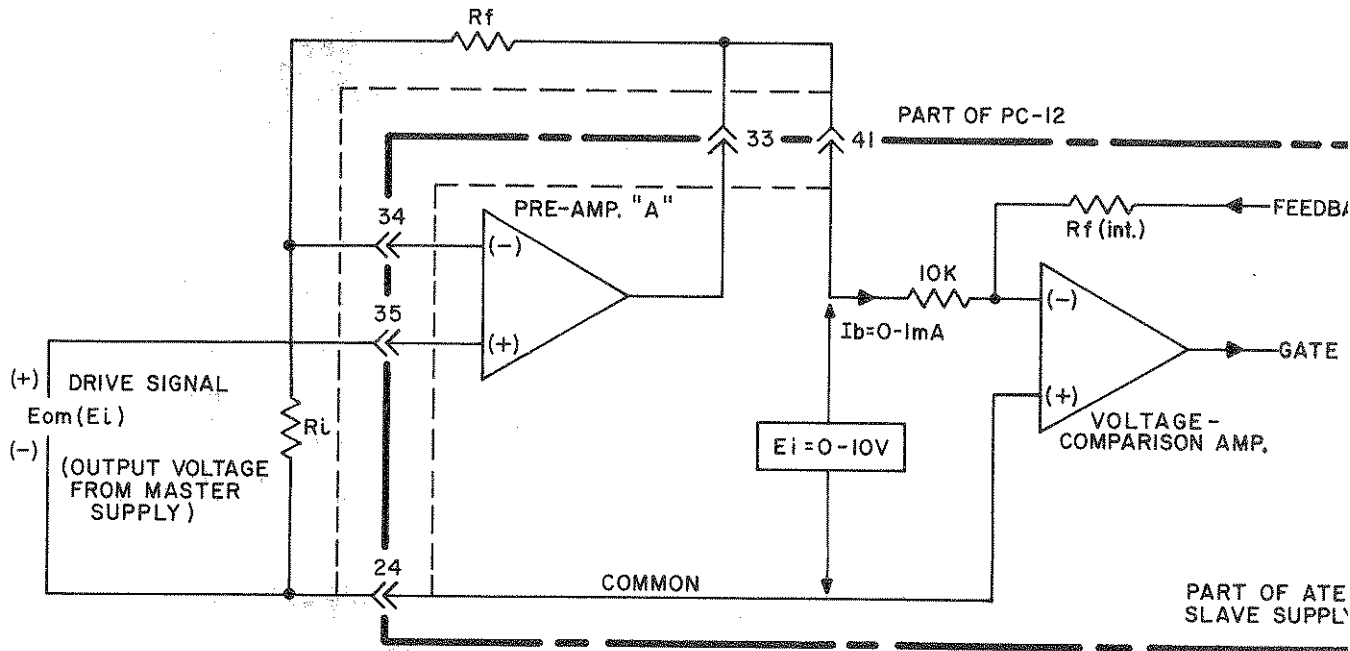 Rf
PART OF PC-12
33
41
PRE-AMP. "A"
34
(-)
Rf (int.)
10K
35
(-)
Ib=0-1mA
(+)
GATE
(+) DRIVE SIGNAL
Eom (Ei)
(-)
Ri
(+)
VOLTAGE-
COMPARISON AMP.
Ei=0-10V
(OUTPUT VOLTAGE
FROM MASTER
SUPPLY)
24
COMMON
PART OF ATE
SLAVE SUPPLY